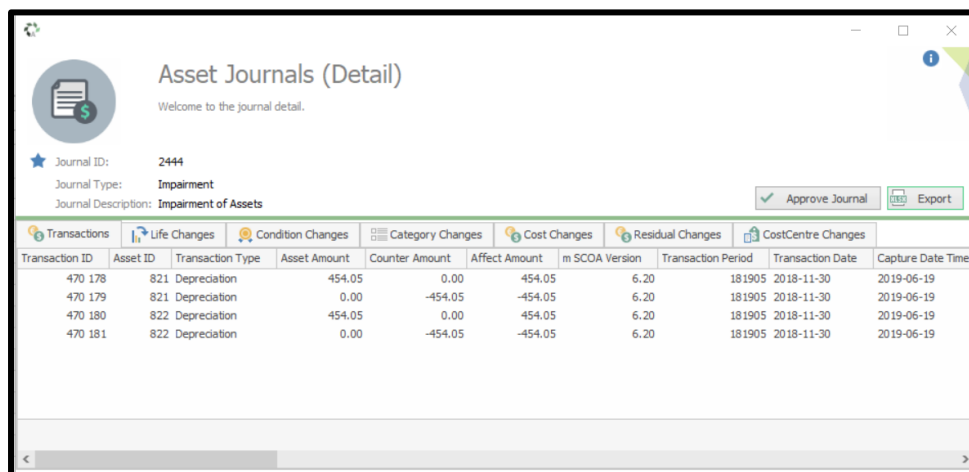 Asset Journals (Detail)
Welcome to the journal detail.
Journal ID: 2444
Journal Type: Impairment
Journal Description: Impairment of Assets
Approve Journal Export
Transactions Life Changes Condition Changes Category Changes Cost Changes Residual Changes CostCentre Changes
Transaction ID Asset ID Transaction Type Asset Amount Counter Amount Affect Amount m SCOA Version Transaction Period Transaction Date Capture Date Time
470 178 821 Depreciation 454.05 0.00 454.05 6.20 181905 2018-11-30 2019-06-19
470 179 821 Depreciation 0.00 -454.05 -454.05 6.20 181905 2018-11-30 2019-06-19
470 180 822 Depreciation 454.05 0.00 454.05 6.20 181905 2018-11-30 2019-06-19
470 181 822 Depreciation 0.00 -454.05 -454.05 6.20 181905 2018-11-30 2019-06-19